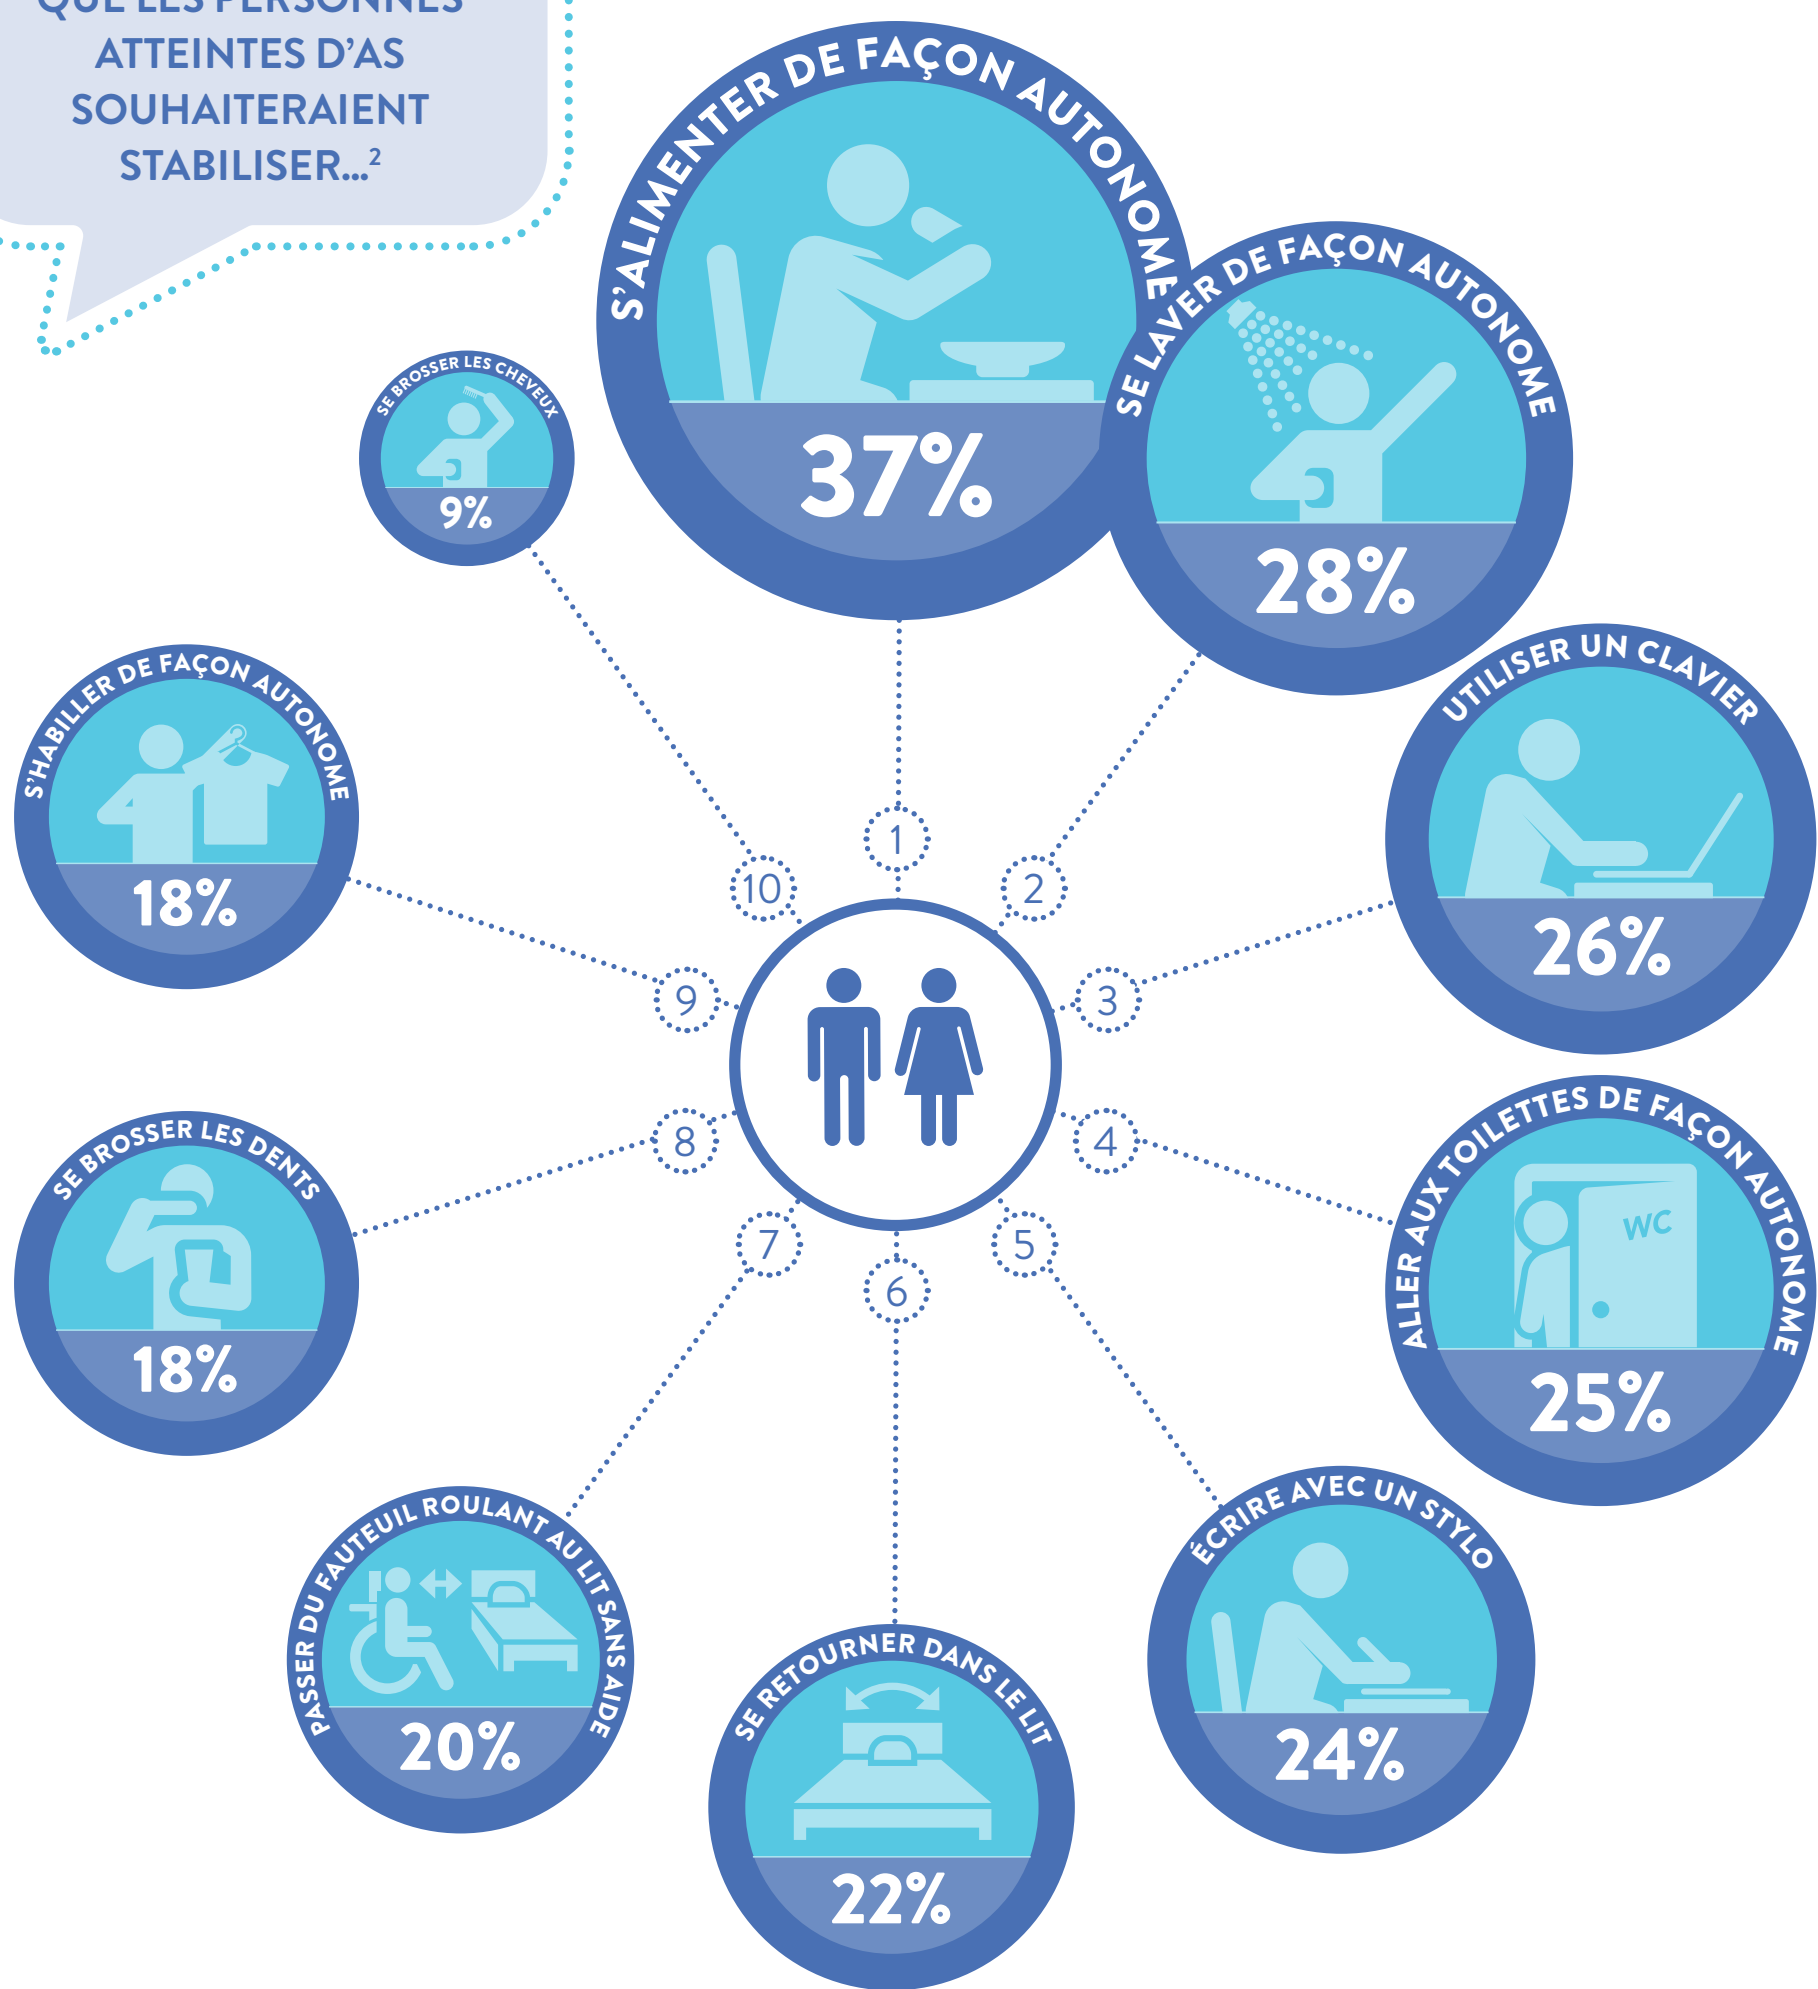 QUE LES PERSONNES
ATTEINTES D'AS
SOUHAITERAIENT
STABILISER...²
S'ALIMENTER DE FAÇON AUTONOME
37%
SE LAVER DE FAÇON AUTONOME
28%
UTILISER UN CLAVIER
26%
ALLER AUX TOILETTES DE FAÇON AUTONOME
WC
25%
ÉCRIRE AVEC UN STYLO
24%
SE RETOURNER DANS LE LIT
22%
PASSER DU FAUTEUIL ROULANT AU LIT SANS AIDE
20%
SE BROSSER LES DENTS
18%
S'HABILLER DE FAÇON AUTONOME
18%
SE BROSSER LES CHEVEUX
9%
1
2
3
4
5
6
7
8
9
10